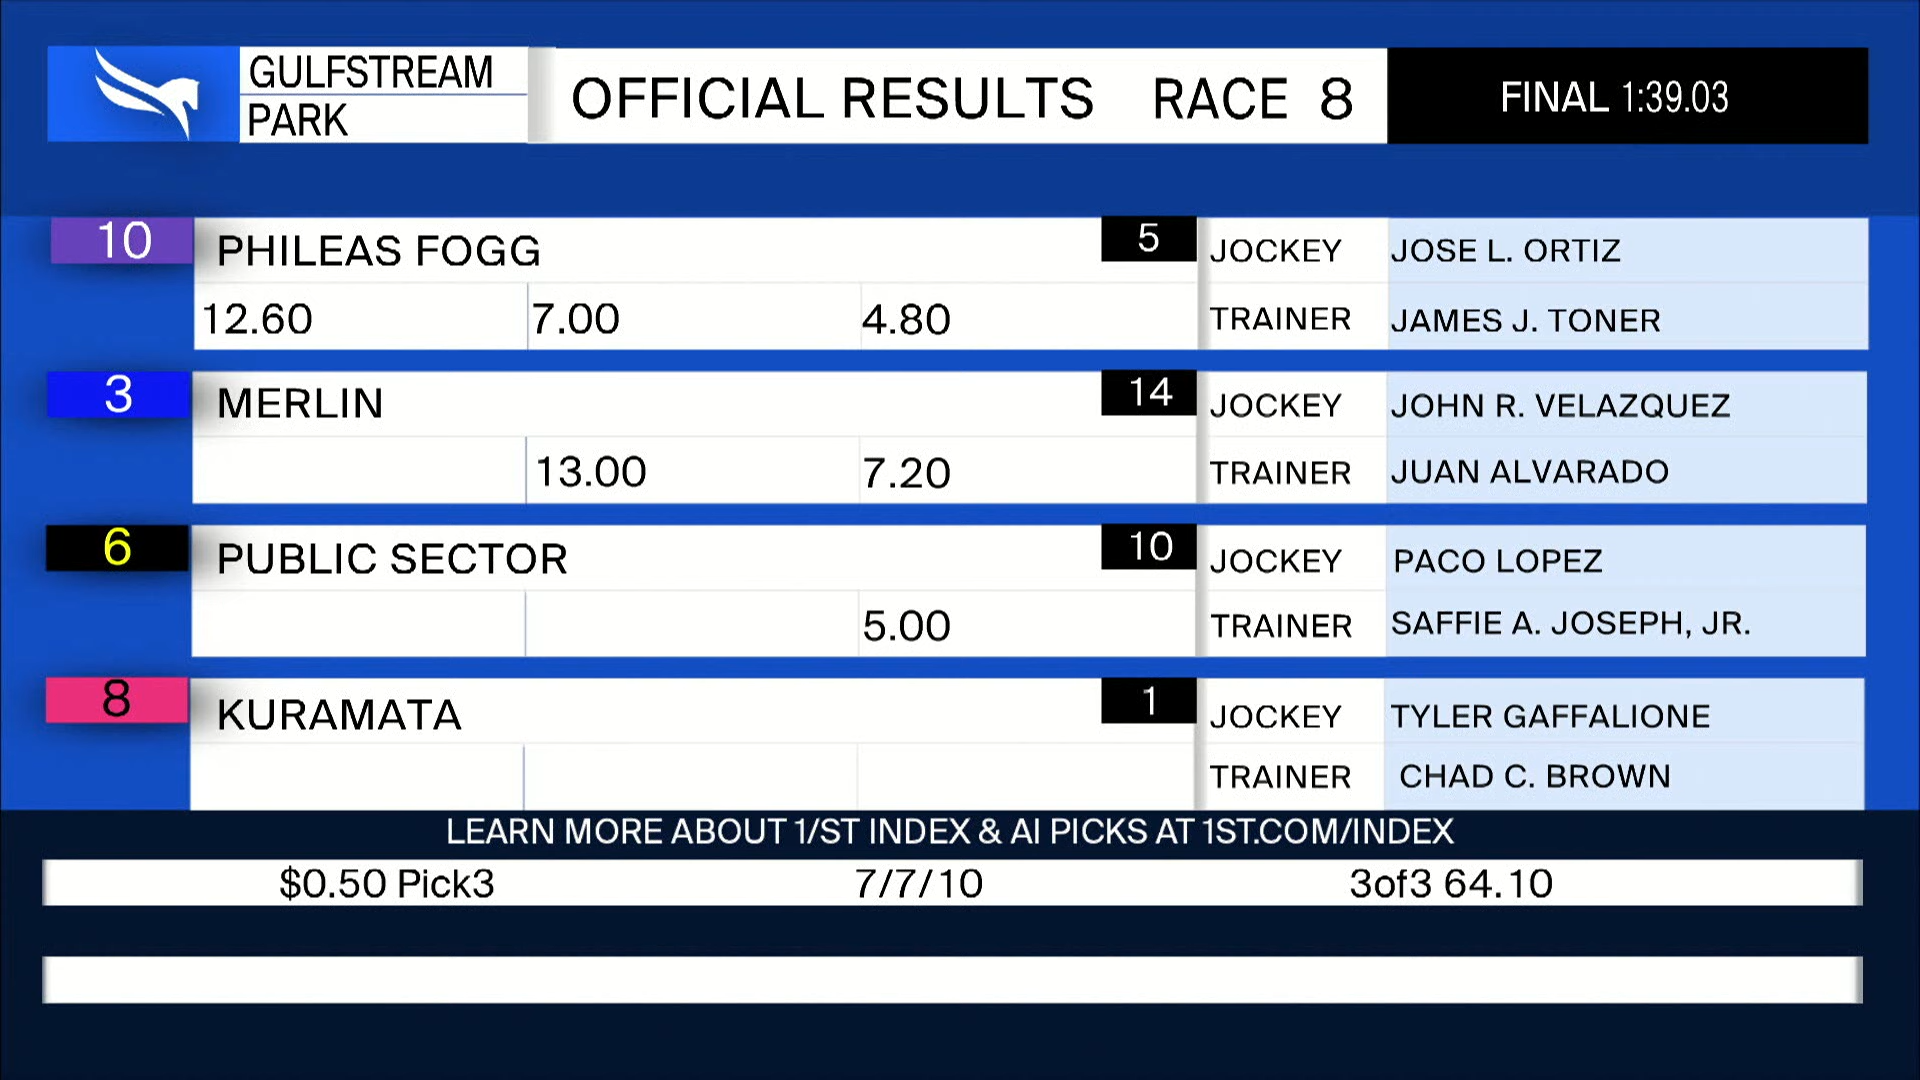 GULFSTREAM
PARK
OFFICIAL RESULTS RACE 8
FINAL 1:39.03
10 PHILEAS FOGG 5 JOCKEY JOSE L. ORTIZ
12.60 7.00 4.80 TRAINER JAMES J. TONER
3 MERLIN 14 JOCKEY JOHN R. VELAZQUEZ
13.00 7.20 TRAINER JUAN ALVARADO
6 PUBLIC SECTOR 10 JOCKEY PACO LOPEZ
5.00 TRAINER SAFFIE A. JOSEPH, JR.
8 KURAMATA 1 JOCKEY TYLER GAFFALIONE
TRAINER CHAD C. BROWN
LEARN MORE ABOUT 1/ST INDEX & AI PICKS AT 1ST.COM/INDEX
$0.50 Pick3 7/7/10 3of3 64.10